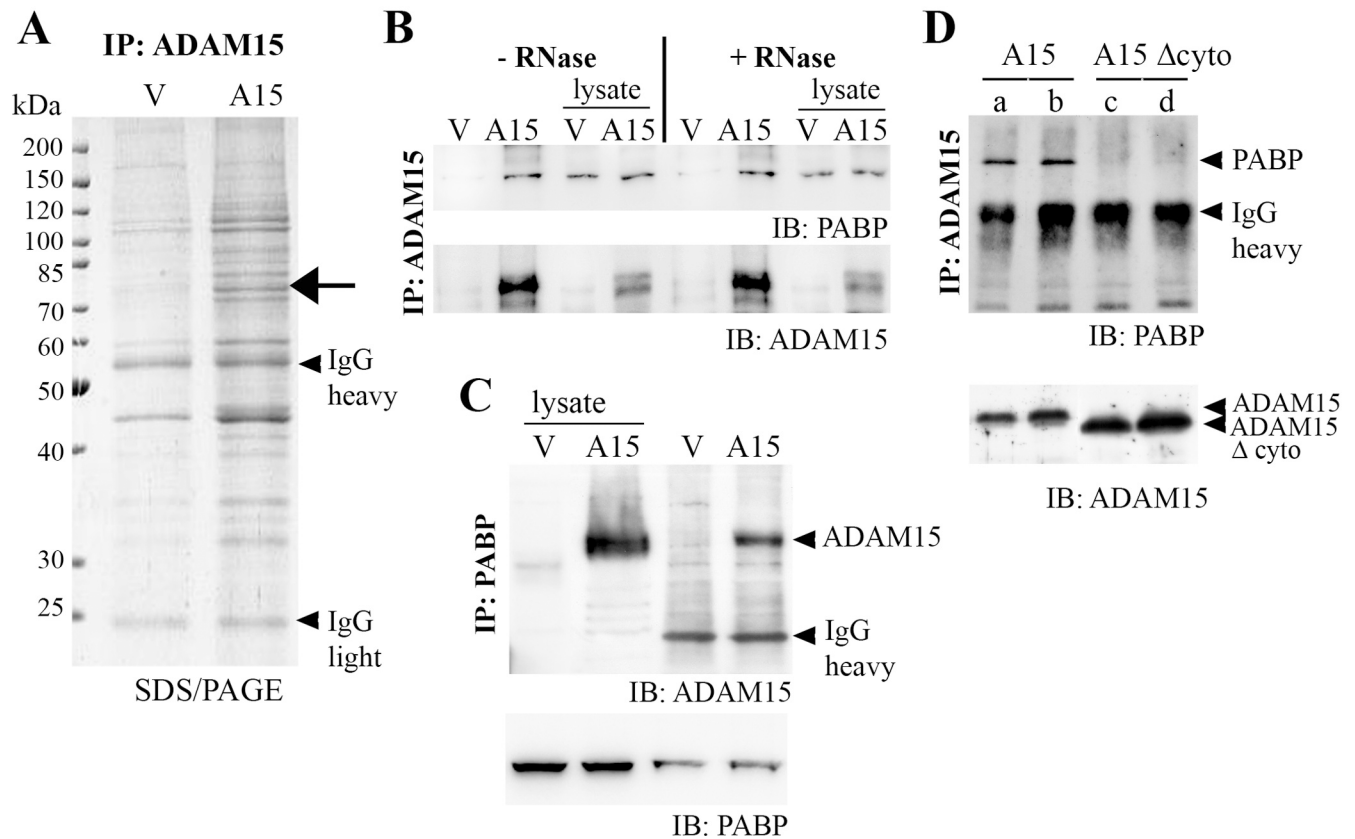 A
IP: ADAM15
kDa
V A15
200
150
120
100
85
70
60
50
40
30
25
IgG
heavy
IgG
light
SDS/PAGE
B
- RNase + RNase
lysate lysate
V A15 V A15 V A15 V A15
IP: ADAM15
IB: PABP
IB: ADAM15
C
lysate
V A15 V A15
IP: PABP
ADAM15
IgG
heavy
IB: ADAM15
IB: PABP
D
A15 A15 Δcyto
a b c d
IP: ADAM15
PABP
IgG
heavy
IB: PABP
ADAM15
ADAM15
Δ cyto
IB: ADAM15